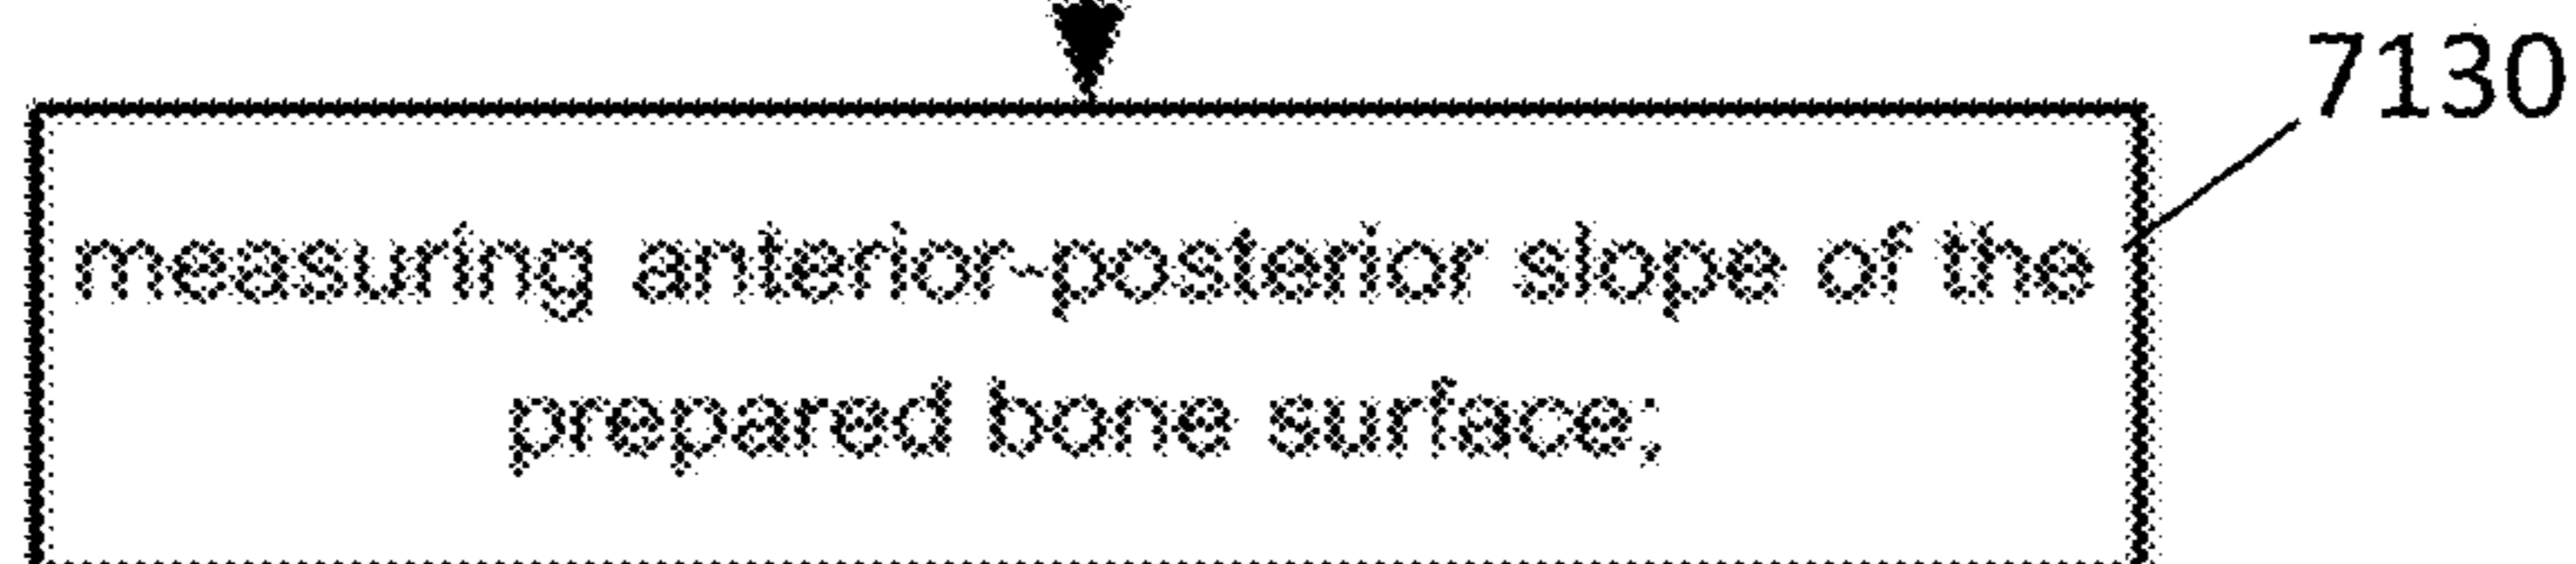 7130
measuring anterior-posterior slope of the
prepared bone surface;